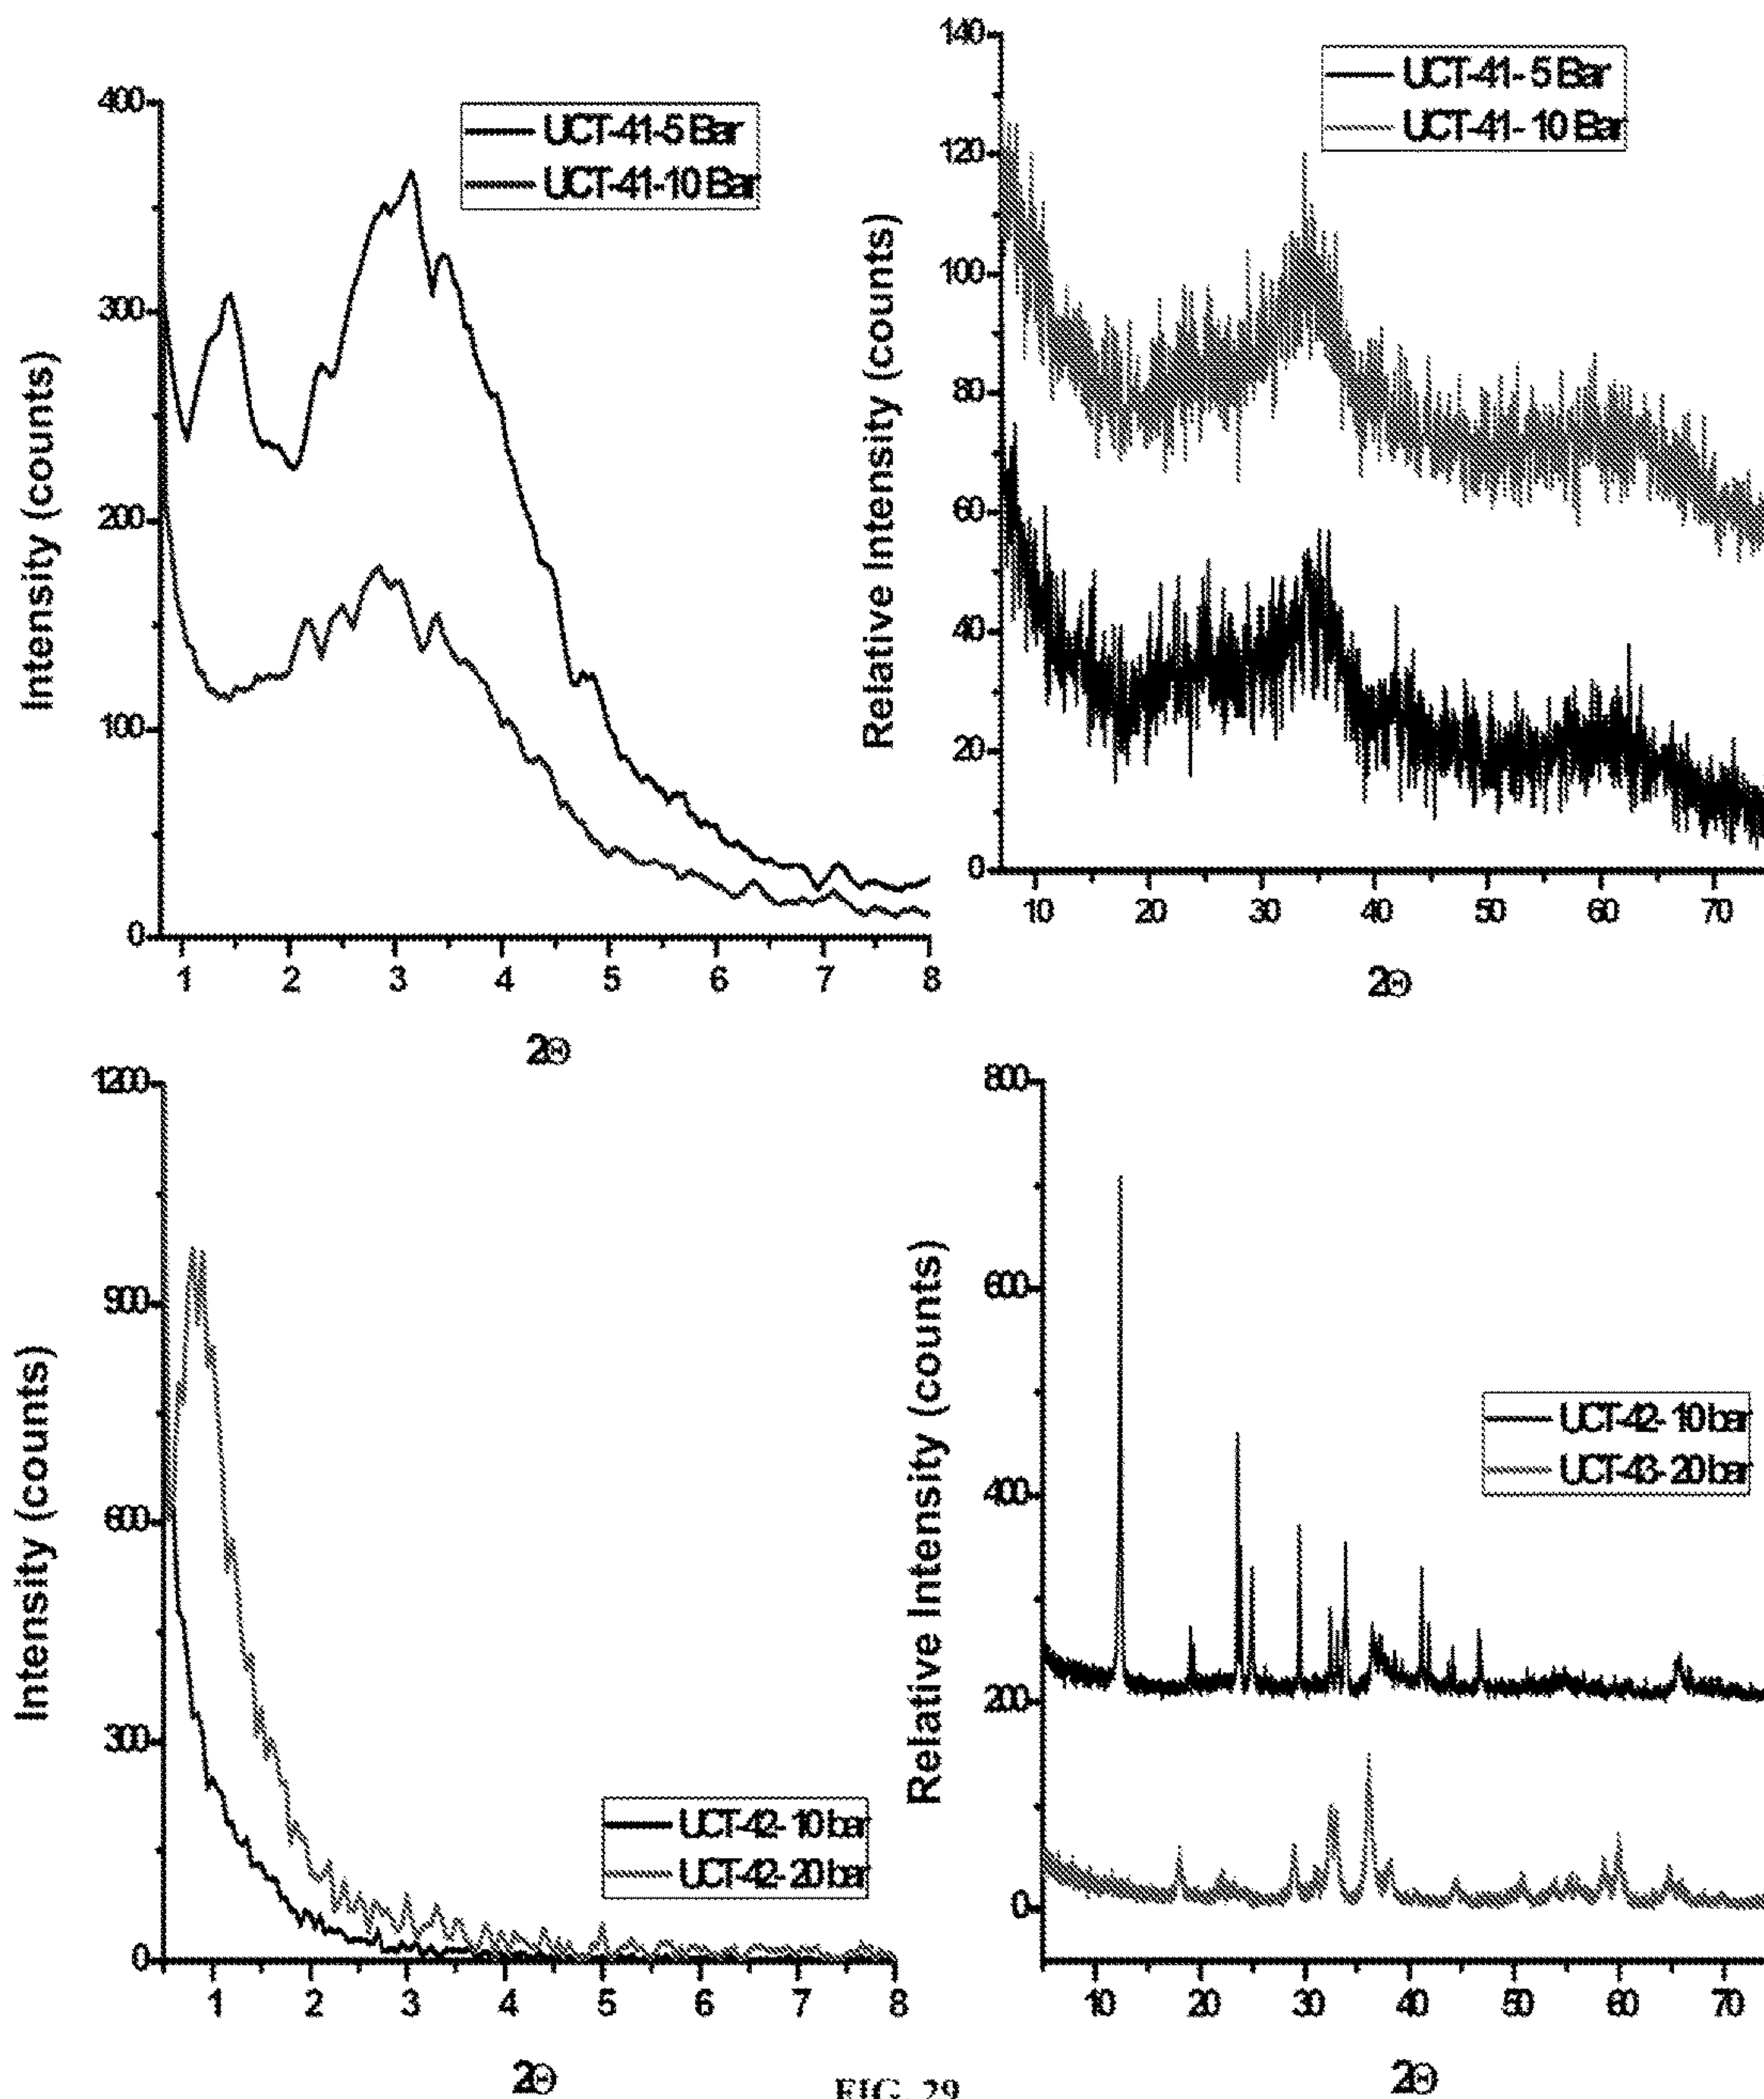 400
300
200
100
0
Intensity (counts)
UCT-41-5 Bar
UCT-41-10 Bar
1 2 3 4 5 6 7 8
2Θ
140
120
100
80
60
40
20
0
Relative Intensity (counts)
UCT-41- 5 Bar
UCT-41- 10 Bar
10 20 30 40 50 60 70
2Θ
1200
900
600
300
0
Intensity (counts)
UCT-42- 10 bar
UCT-42- 20 bar
1 2 3 4 5 6 7 8
2Θ
800
600
400
200
0
Relative Intensity (counts)
UCT-42- 10 bar
UCT-43- 20 bar
10 20 30 40 50 60 70
2Θ
FIG. 29